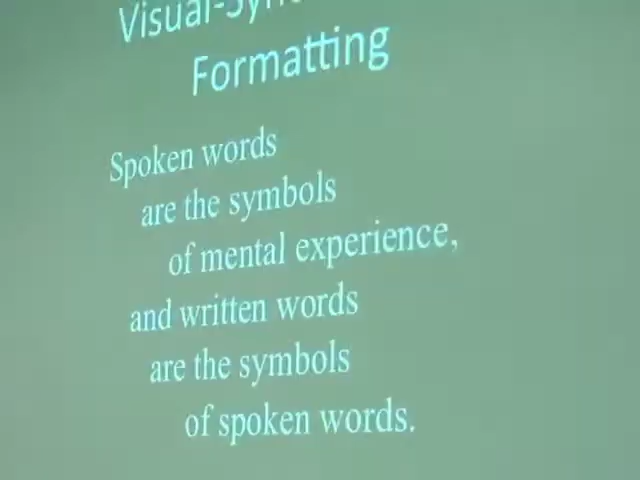 Formatting
Spoken words
are the symbols
of mental experience,
and written words
are the symbols
of spoken words.